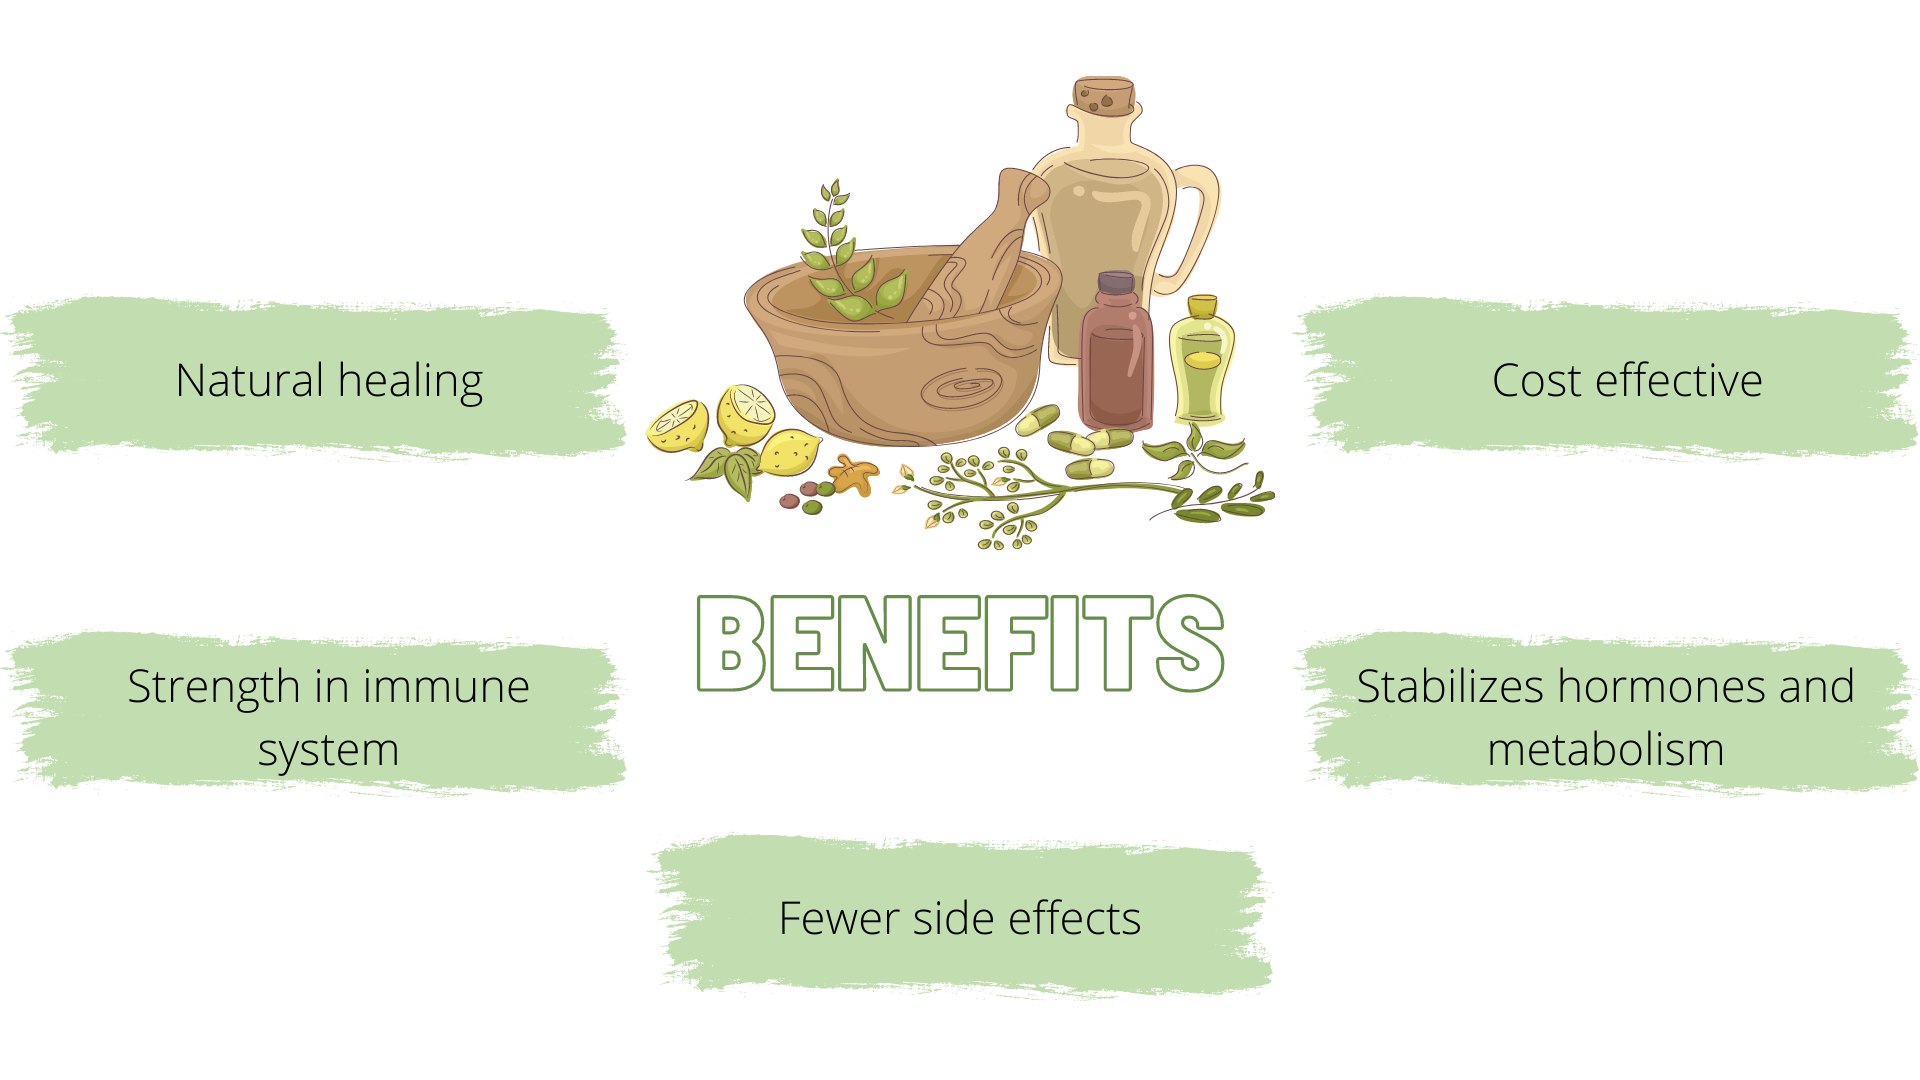 Natural healing
Cost effective
BENEFITS
Strength in immune
system
Stabilizes hormones and
metabolism
Fewer side effects